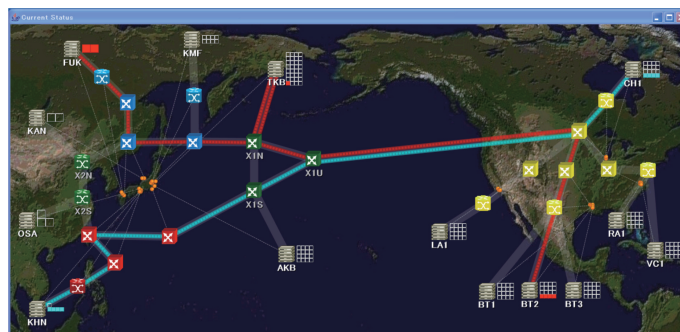 Current Status
KMF
FUK
TKB
CH1
KAN
X1N
X2N
X1U
X2S
X1S
OSA
RA1
LA1
AKB
VC1
KHN
BT1
BT2
BT3